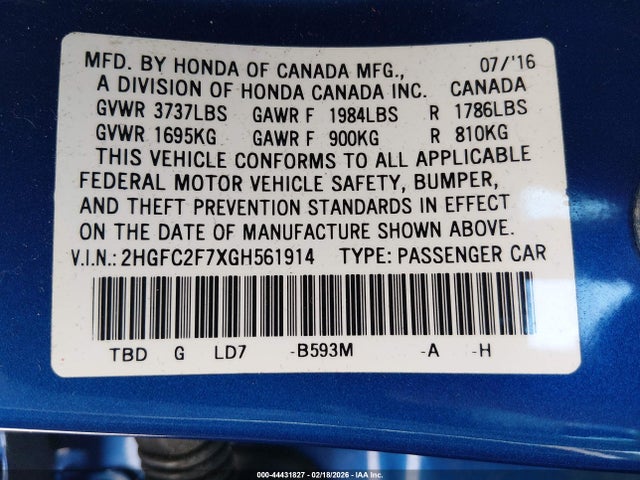 MFD. BY HONDA OF CANADA MFG., 07/'16
A DIVISION OF HONDA CANADA INC. CANADA
GVWR 3737LBS GAWR F 1984LBS R 1786LBS
GVWR 1695KG GAWR F 900KG R 810KG
THIS VEHICLE CONFORMS TO ALL APPLICABLE
FEDERAL MOTOR VEHICLE SAFETY, BUMPER,
AND THEFT PREVENTION STANDARDS IN EFFECT
ON THE DATE OF MANUFACTURE SHOWN ABOVE.
V.I.N.: 2HGFC2F7XGH561914 TYPE: PASSENGER CAR
TBD G LD7 -B593M -A -H
000-44431827 - 02/18/2026 - IAA Inc.